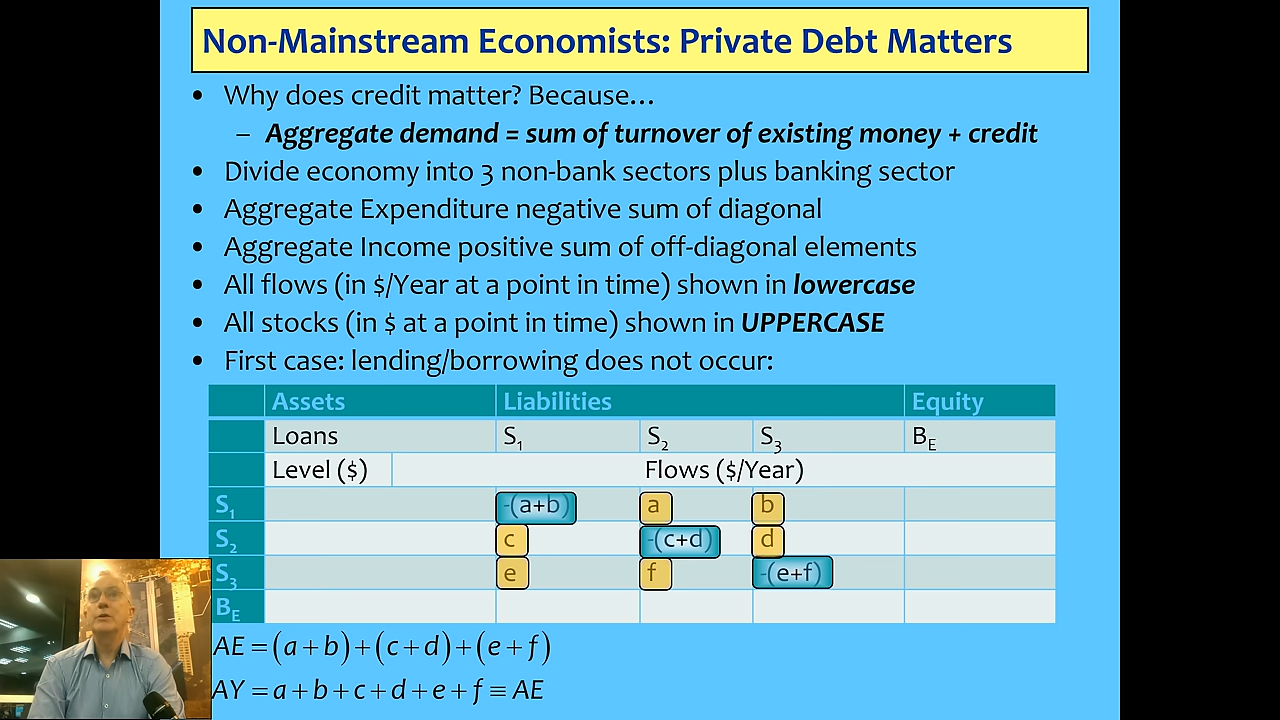 Non-Mainstream Economists: Private Debt Matters
• Why does credit matter? Because…
– Aggregate demand = sum of turnover of existing money + credit
• Divide economy into 3 non-bank sectors plus banking sector
• Aggregate Expenditure negative sum of diagonal
• Aggregate Income positive sum of off-diagonal elements
• All flows (in $/Year at a point in time) shown in lowercase
• All stocks (in $ at a point in time) shown in UPPERCASE
• First case: lending/borrowing does not occur:
Assets Liabilities Equity
Loans S₁ S₂ S₃ B_E
Level ($) Flows ($/Year)
S₁ -(a+b) a b
S₂ c -(c+d) d
S₃ e f -(e+f)
B_E
AE = (a+b)+(c+d)+(e+f)
AY = a+b+c+d+e+f ≡ AE